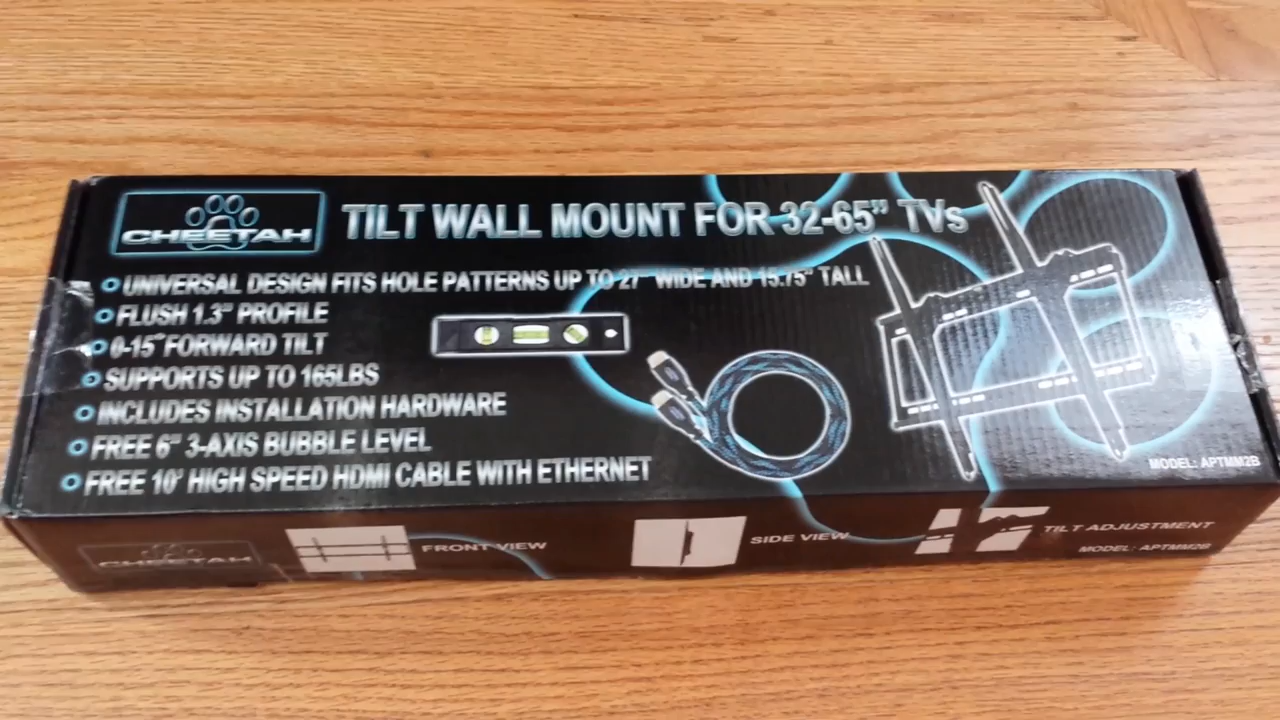 CHEETAH
TILT WALL MOUNT FOR 32-65" TVs
UNIVERSAL DESIGN FITS HOLE PATTERNS UP TO 27" WIDE AND 15.75" TALL
FLUSH 1.3" PROFILE
0-15° FORWARD TILT
SUPPORTS UP TO 165LBS
INCLUDES INSTALLATION HARDWARE
FREE 6" 3-AXIS BUBBLE LEVEL
FREE 10' HIGH SPEED HDMI CABLE WITH ETHERNET
MODEL: APTMM2B
CHEETAH
FRONT VIEW
SIDE VIEW
TILT ADJUSTMENT
MODEL: APTMM2B